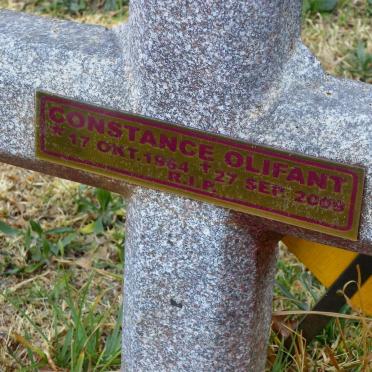 CONSTANCE OLIFANT
* 17 OKT.1964 † 27 SEP 2009
R.I.P.